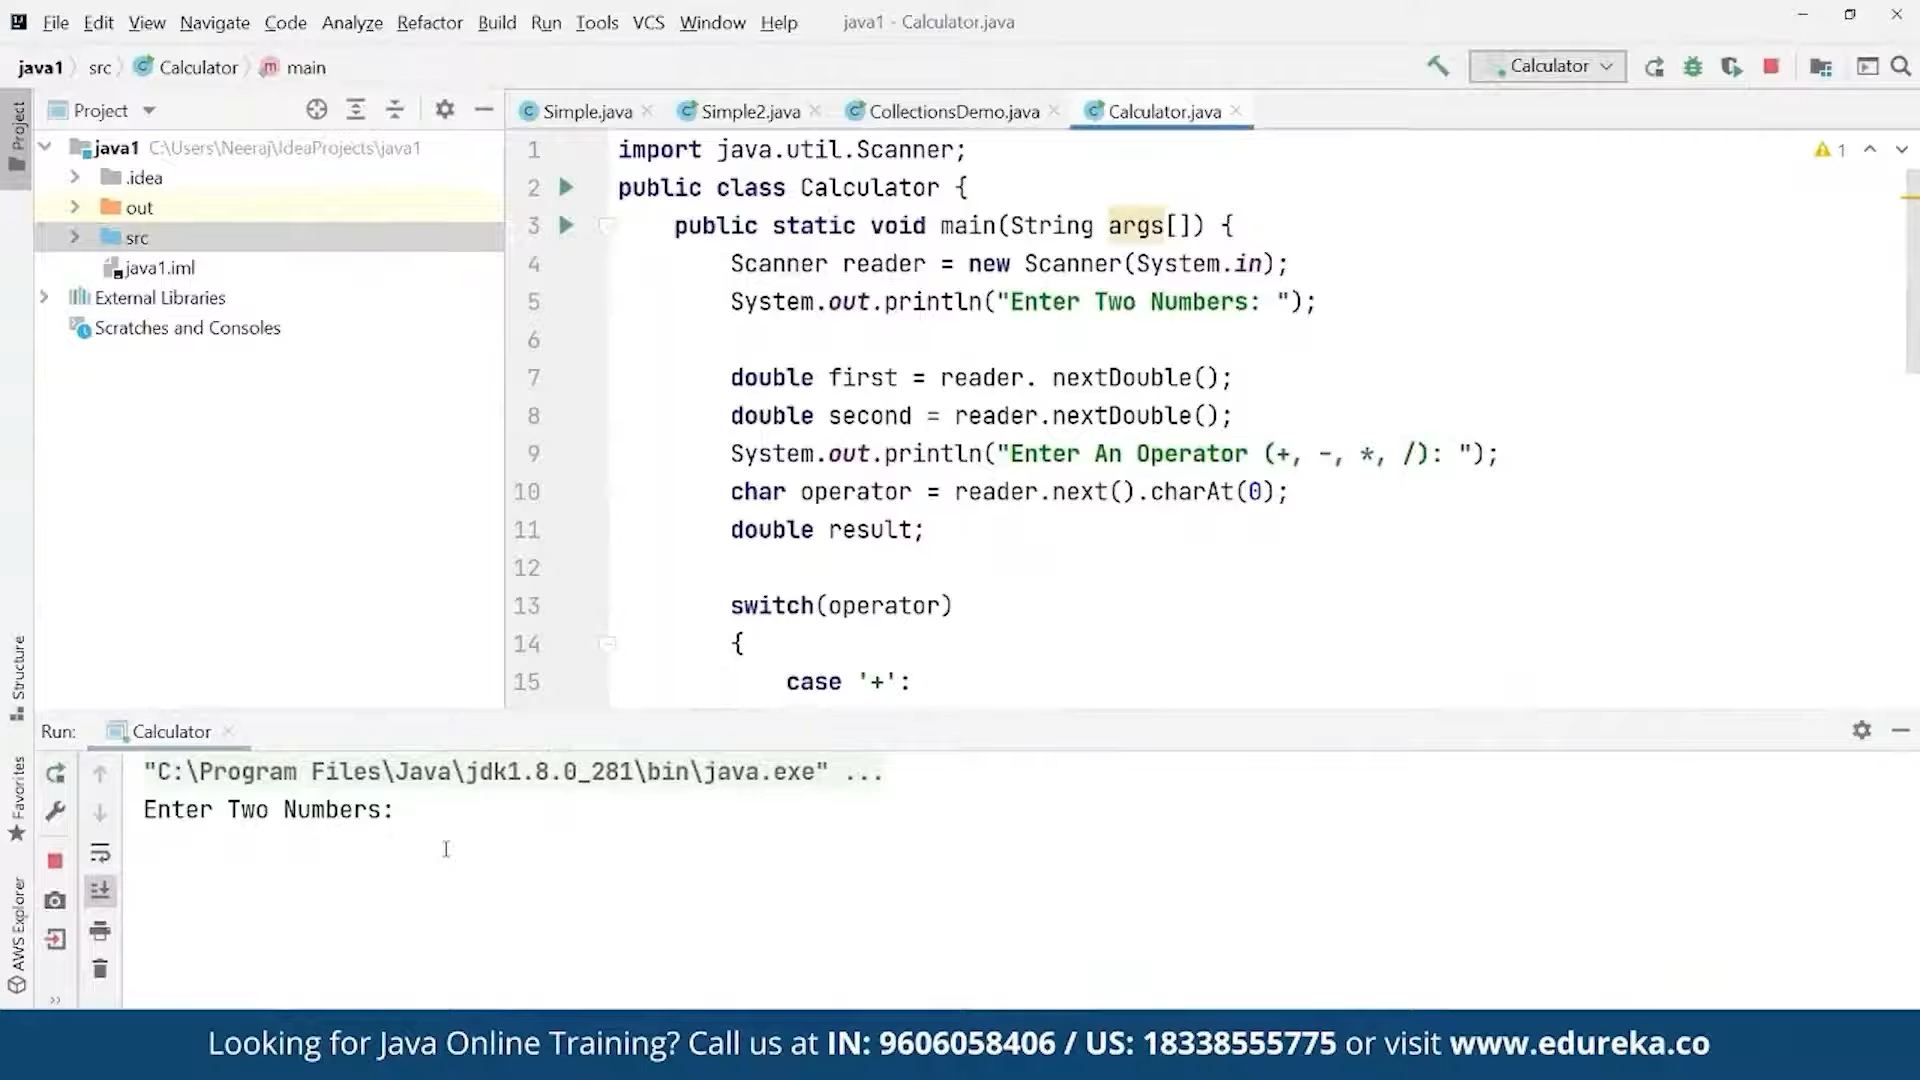 File Edit View Navigate Code Analyze Refactor Build Run Tools VCS Window Help java1 - Calculator.java
java1 src Calculator m main Calculator
Project
Project
Simple.java Simple2.java CollectionsDemo.java Calculator.java
java1 C:\Users\Neeraj\IdeaProjects\java1
.idea
out
src
java1.iml
External Libraries
Scratches and Consoles
1
1 import java.util.Scanner;
2 public class Calculator {
3 public static void main(String args[]) {
4 Scanner reader = new Scanner(System.in);
5 System.out.println("Enter Two Numbers: ");
6
7 double first = reader. nextDouble();
8 double second = reader.nextDouble();
9 System.out.println("Enter An Operator (+, -, *, /): ");
10 char operator = reader.next().charAt(0);
11 double result;
12
13 switch(operator)
14 {
15 case '+':
Structure
Favorites
AWS Explorer
Run: Calculator
"C:\Program Files\Java\jdk1.8.0_281\bin\java.exe" ...
Enter Two Numbers:
Looking for Java Online Training? Call us at IN: 9606058406 / US: 18338555775 or visit www.edureka.co